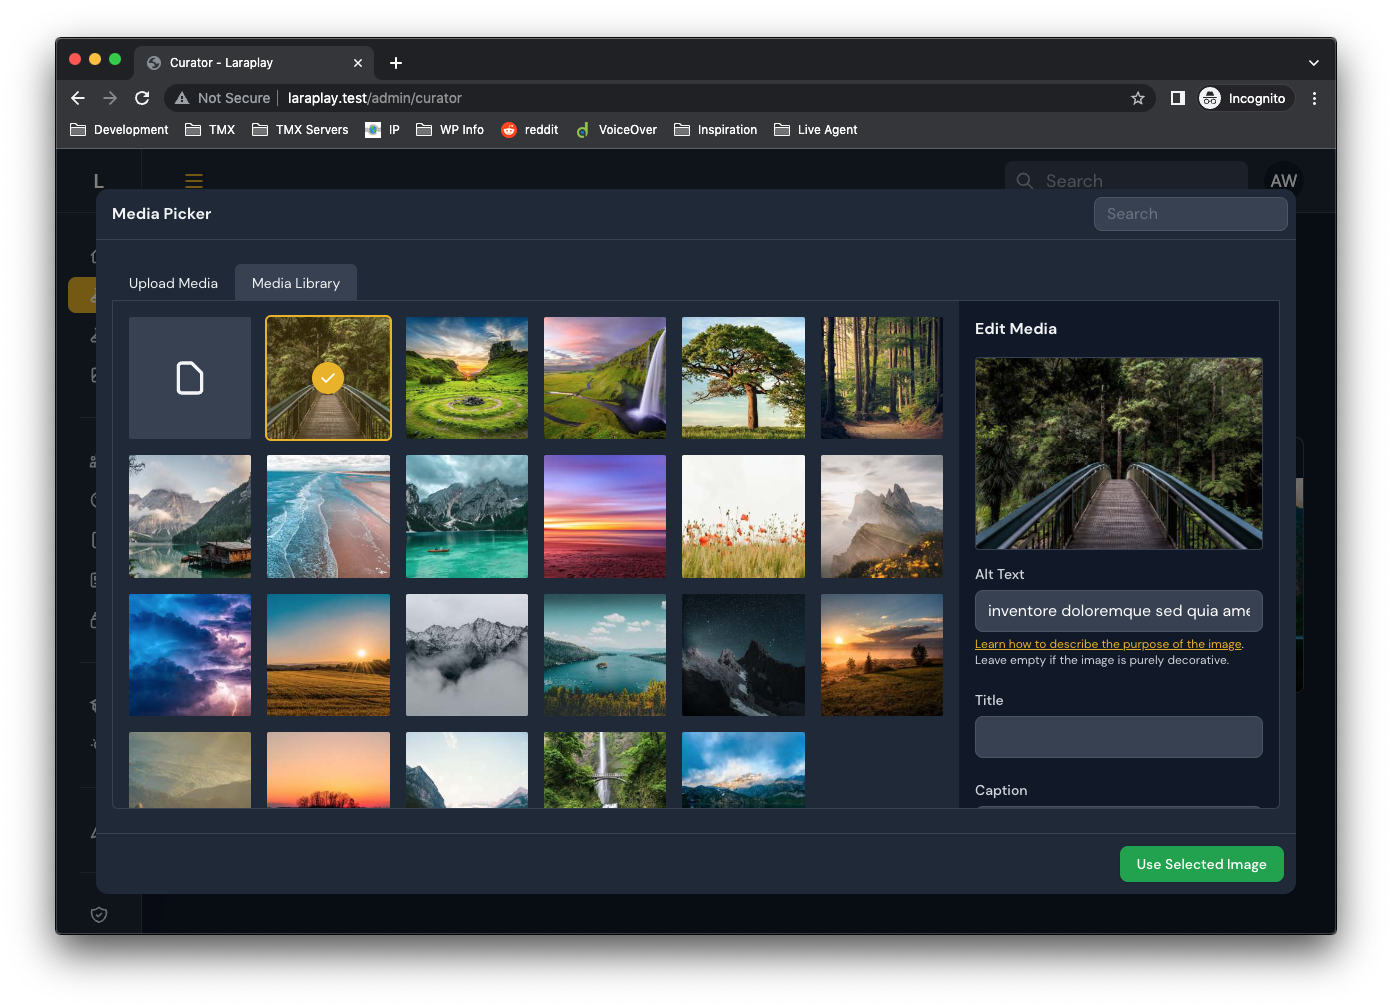 Curator - Laraplay
Not Secure laraplay.test/admin/curator Incognito
Development TMX TMX Servers IP WP Info reddit VoiceOver Inspiration Live Agent
L Search AW
Media Picker Search
Upload Media Media Library
Edit Media
Alt Text
inventore doloremque sed quia ame
Learn how to describe the purpose of the image.
Leave empty if the image is purely decorative.
Title
Caption
Use Selected Image